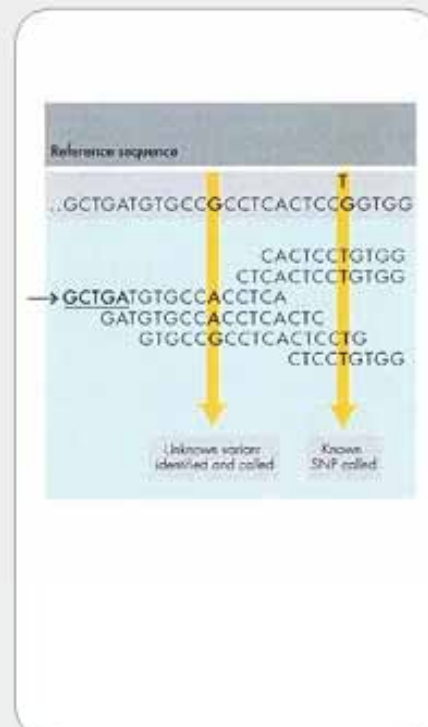 Reference sequence
T
..GCTGATGTGCCGCCTCACTCCGGTGG
CACTCCTGTGG
CTCACTCCTGTGG
→GCTGATGTGCCACCTCA
GATGTGCCACCTCACTC
GTGCCGCCTCACTCCTG
CTCCTGTGG
Unknown variant
identified and called
Known
SNP called